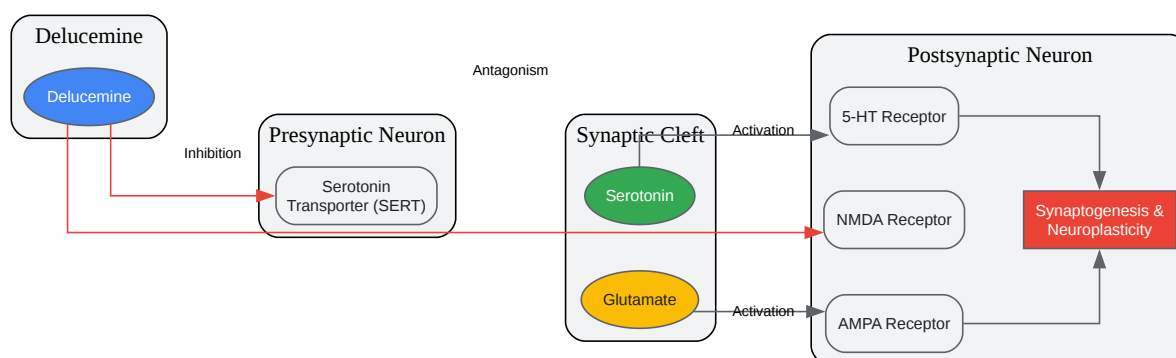 Delucemine
Delucemine
Inhibition
Antagonism
Presynaptic Neuron
Serotonin
Transporter (SERT)
Synaptic Cleft
Serotonin
Glutamate
Activation
Activation
Postsynaptic Neuron
5-HT Receptor
NMDA Receptor
AMPA Receptor
Synaptogenesis &
Neuroplasticity